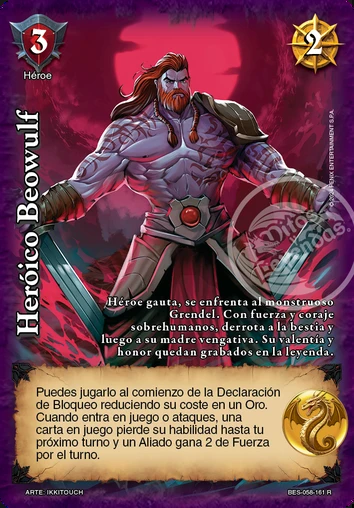 3
Héroe
2
Heróico Beowulf
Mitos y
Leyendas.
Héroe gauta, se enfrenta al monstruoso
Grendel. Con fuerza y coraje
sobrehumanos, derrota a la bestia y
luego a su madre vengativa. Su valentía y
honor quedan grabados en la leyenda.
Puedes jugarlo al comienzo de la Declaración
de Bloqueo reduciendo su coste en un Oro.
Cuando entra en juego o ataques, una
carta en juego pierde su habilidad hasta tu
próximo turno y un Aliado gana 2 de Fuerza
por el turno.
ARTE: IKKITOUCH
BES-058-161 R